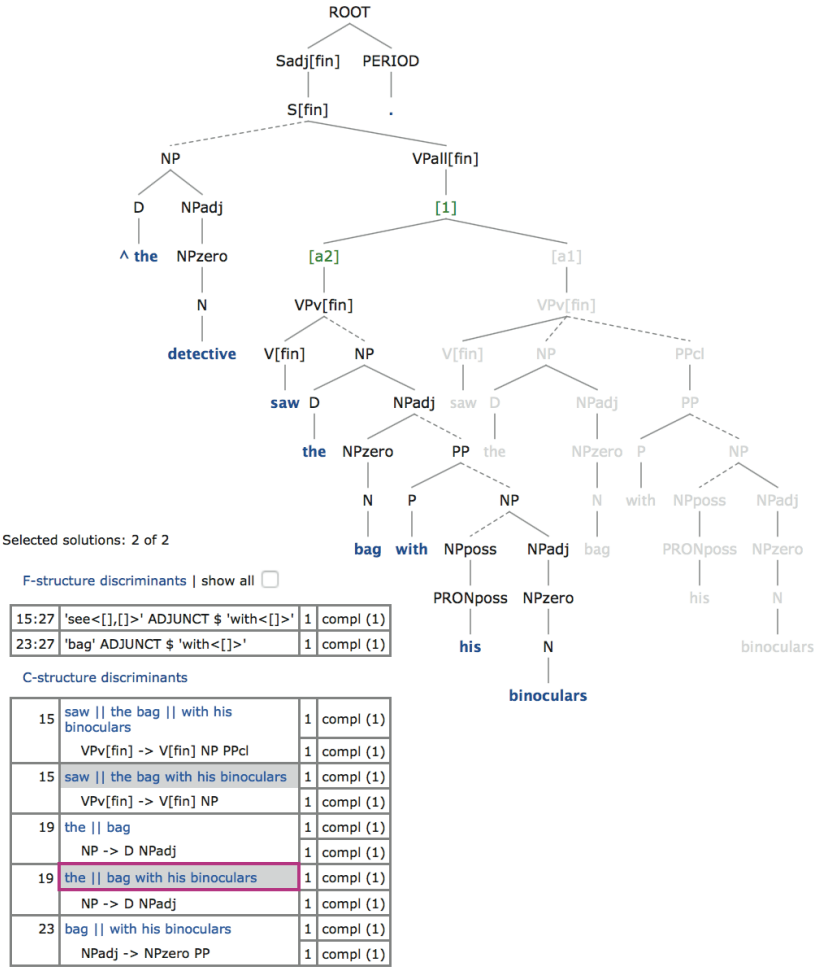 ROOT
Sadj[fin] PERIOD
S[fin] .
NP VPall[fin]
D NPadj [1]
^ the NPzero [a2] [a1]
N VPv[fin] VPv[fin]
detective V[fin] NP V[fin] NP PPcl
saw D NPadj saw D NPadj PP
the NPzero PP the NPzero P NP
N P NP N with NPposs NPadj
bag with NPposs NPadj bag PRONposs NPzero
PRONposs NPzero his N
his N binoculars
binoculars
Selected solutions: 2 of 2
F-structure discriminants | show all
15:27 'see<[],[]>' ADJUNCT $ 'with<[]>' 1 compl (1)
23:27 'bag' ADJUNCT $ 'with<[]>' 1 compl (1)
C-structure discriminants
15 saw || the bag || with his
binoculars 1 compl (1)
VPv[fin] -> V[fin] NP PPcl 1 compl (1)
15 saw || the bag with his binoculars 1 compl (1)
VPv[fin] -> V[fin] NP 1 compl (1)
19 the || bag 1 compl (1)
NP -> D NPadj 1 compl (1)
19 the || bag with his binoculars 1 compl (1)
NP -> D NPadj 1 compl (1)
23 bag || with his binoculars 1 compl (1)
NPadj -> NPzero PP 1 compl (1)